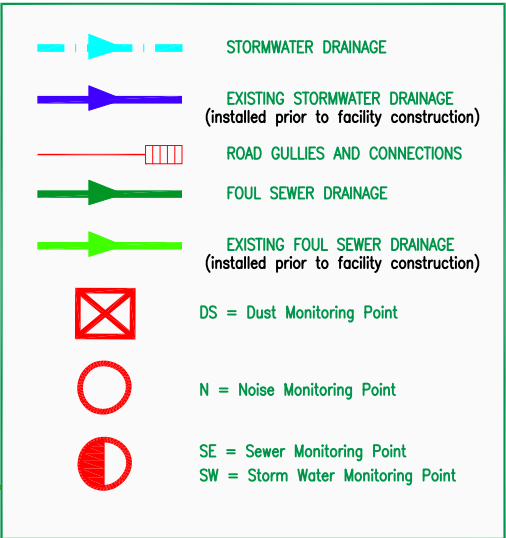 STORMWATER DRAINAGE
EXISTING STORMWATER DRAINAGE
(installed prior to facility construction)
ROAD GULLIES AND CONNECTIONS
FOUL SEWER DRAINAGE
EXISTING FOUL SEWER DRAINAGE
(installed prior to facility construction)
DS = Dust Monitoring Point
N = Noise Monitoring Point
SE = Sewer Monitoring Point
SW = Storm Water Monitoring Point